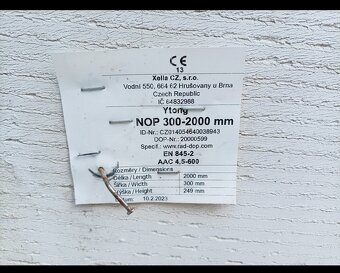 CE
13
Xella CZ, s.r.o.
Vodní 550, 664 62 Hrušovany u Brna
Czech Republic
IČ 64832988
Ytong
NOP 300-2000 mm
ID-Nr.: CZ014054640038943
DOP-Nr.: 20000599
Specif.: www.rad-dop.com
EN 845-2
AAC 4,5-600
Rozměry / Dimensions
Délka / Length 2000 mm
Šířka / Width 300 mm
Výška / Height 249 mm
Datum: 10.2.2023